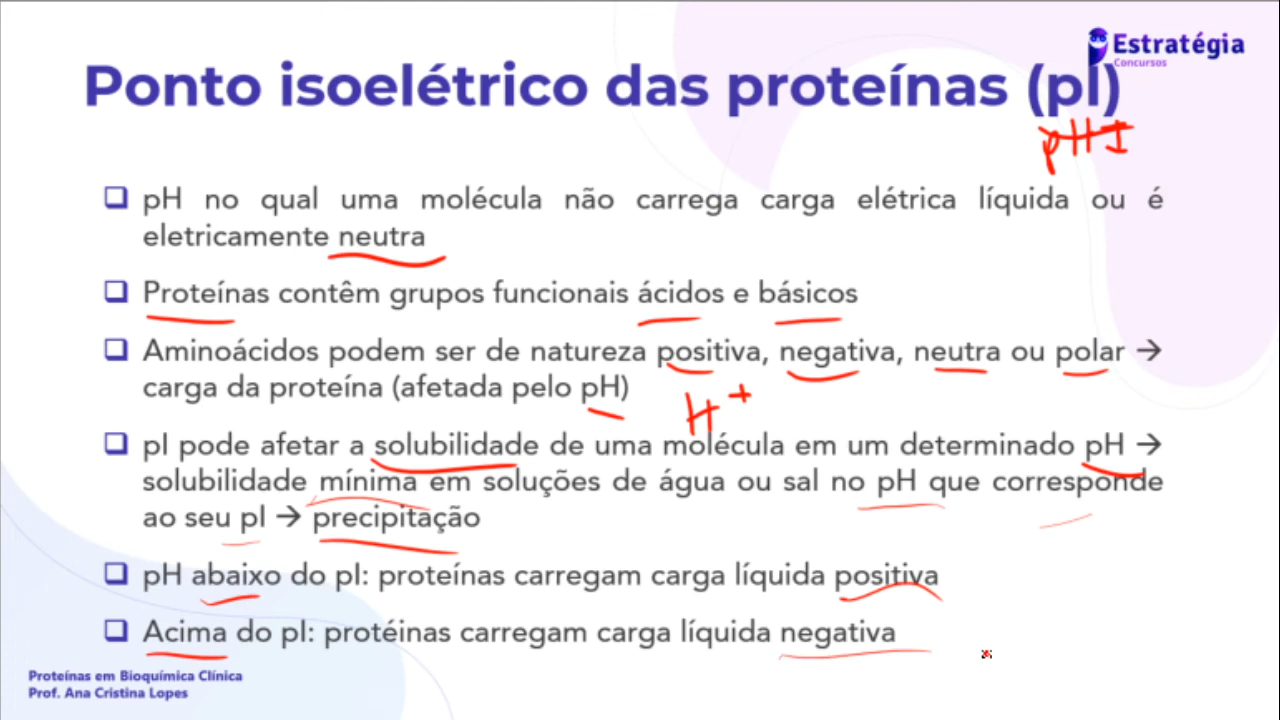 Estratégia
Concursos
Ponto isoelétrico das proteínas (pI)
pHI
pH no qual uma molécula não carrega carga elétrica líquida ou é
eletricamente neutra
Proteínas contêm grupos funcionais ácidos e básicos
Aminoácidos podem ser de natureza positiva, negativa, neutra ou polar →
carga da proteína (afetada pelo pH)
H+
pI pode afetar a solubilidade de uma molécula em um determinado pH →
solubilidade mínima em soluções de água ou sal no pH que corresponde
ao seu pI → precipitação
pH abaixo do pI: proteínas carregam carga líquida positiva
Acima do pI: protéinas carregam carga líquida negativa
Proteínas em Bioquímica Clínica
Prof. Ana Cristina Lopes